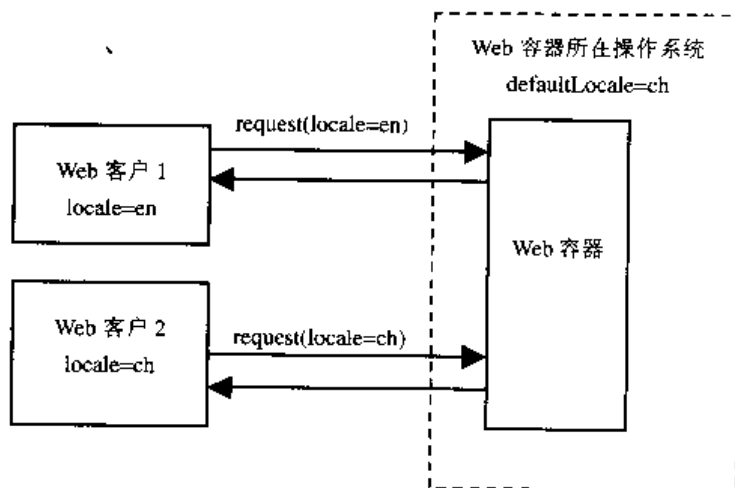 Web 容器所在操作系统
defaultLocale=ch
request(locale=en)
Web 客户 1
locale=en
Web 容器
Web 客户 2
locale=ch
request(locale=ch)